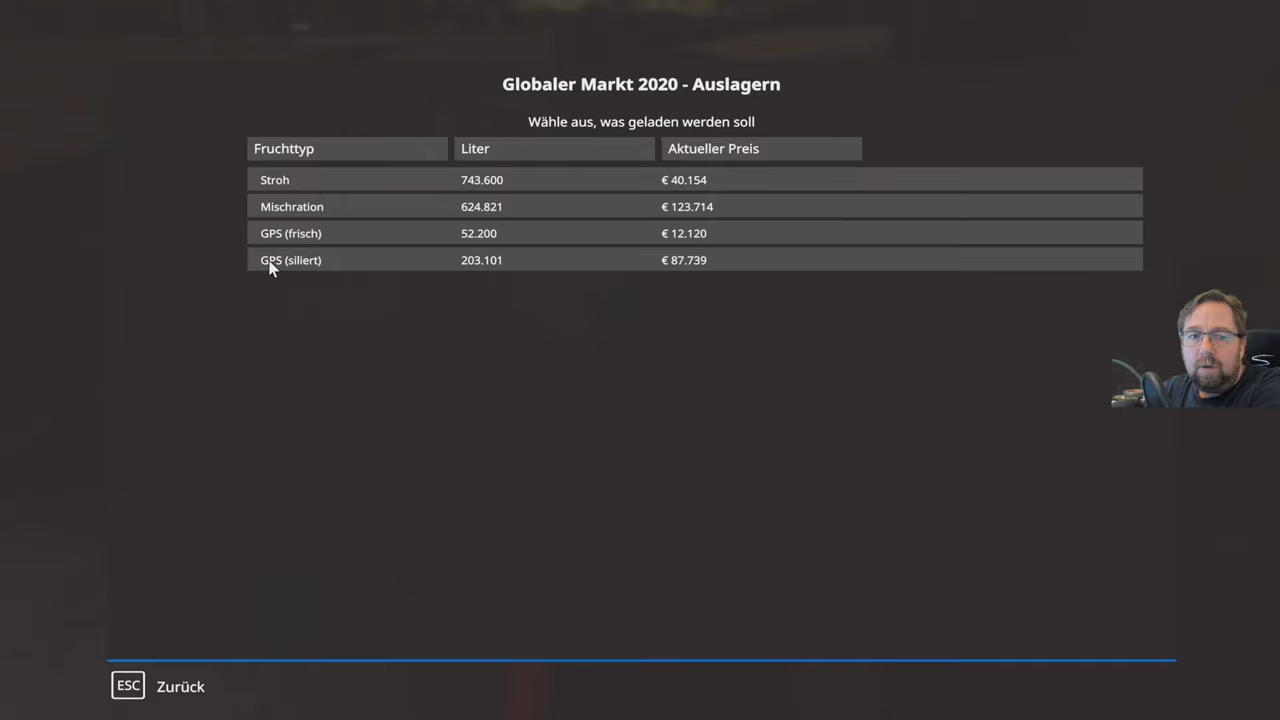 Globaler Markt 2020 - Auslagern
Wähle aus, was geladen werden soll
Fruchttyp Liter Aktueller Preis
Stroh 743.600 € 40.154
Mischration 624.821 € 123.714
GPS (frisch) 52.200 € 12.120
GPS (siliert) 203.101 € 87.739
ESC Zurück